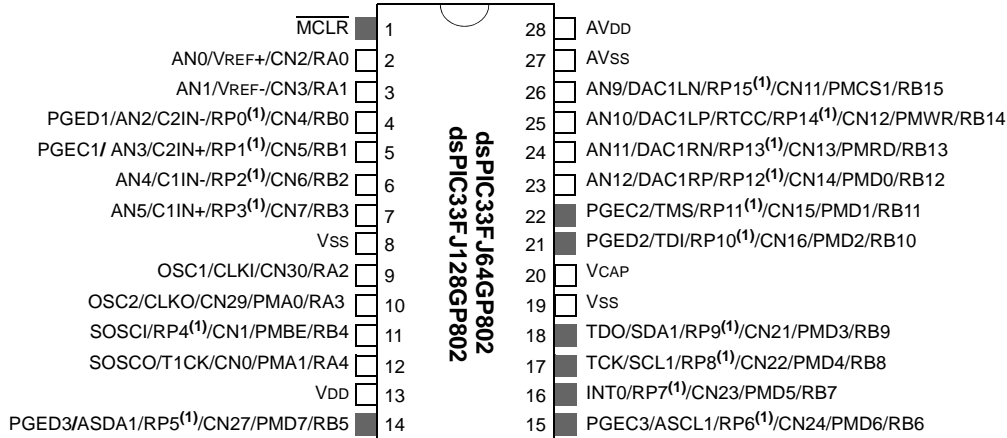 MCLR 1
AN0/VREF+/CN2/RA0 2
AN1/VREF-/CN3/RA1 3
PGED1/AN2/C2IN-/RP0(1)/CN4/RB0 4
PGEC1/ AN3/C2IN+/RP1(1)/CN5/RB1 5
AN4/C1IN-/RP2(1)/CN6/RB2 6
AN5/C1IN+/RP3(1)/CN7/RB3 7
VSS 8
OSC1/CLKI/CN30/RA2 9
OSC2/CLKO/CN29/PMA0/RA3 10
SOSCI/RP4(1)/CN1/PMBE/RB4 11
SOSCO/T1CK/CN0/PMA1/RA4 12
VDD 13
PGED3/ASDA1/RP5(1)/CN27/PMD7/RB5 14
dsPIC33FJ64GP802
dsPIC33FJ128GP802
28 AVDD
27 AVSS
26 AN9/DAC1LN/RP15(1)/CN11/PMCS1/RB15
25 AN10/DAC1LP/RTCC/RP14(1)/CN12/PMWR/RB14
24 AN11/DAC1RN/RP13(1)/CN13/PMRD/RB13
23 AN12/DAC1RP/RP12(1)/CN14/PMD0/RB12
22 PGEC2/TMS/RP11(1)/CN15/PMD1/RB11
21 PGED2/TDI/RP10(1)/CN16/PMD2/RB10
20 VCAP
19 VSS
18 TDO/SDA1/RP9(1)/CN21/PMD3/RB9
17 TCK/SCL1/RP8(1)/CN22/PMD4/RB8
16 INT0/RP7(1)/CN23/PMD5/RB7
15 PGEC3/ASCL1/RP6(1)/CN24/PMD6/RB6